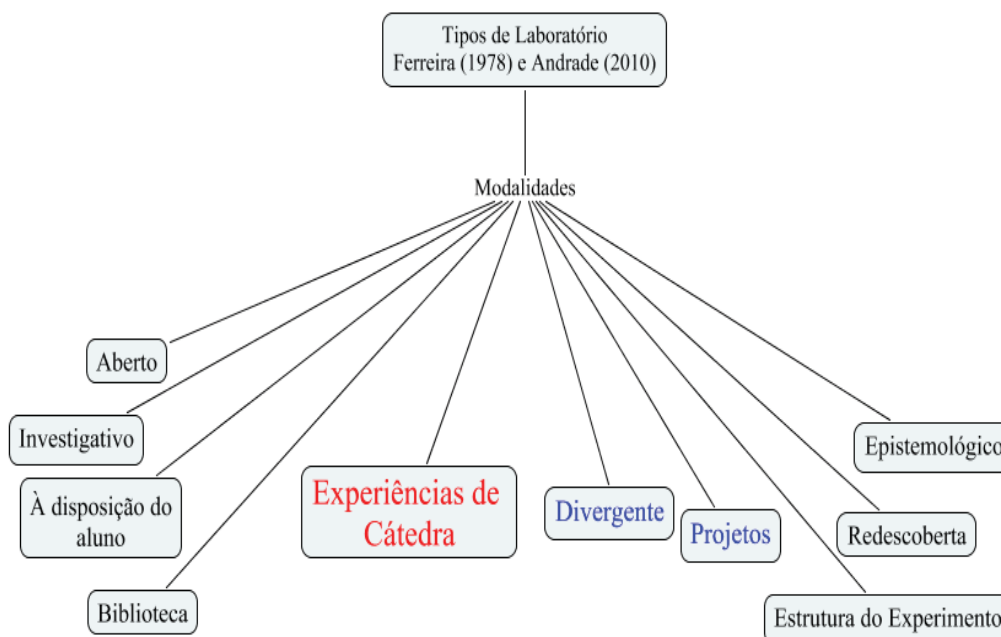 Tipos de Laboratório
Ferreira (1978) e Andrade (2010)
Modalidades
Aberto
Investigativo
À disposição do
aluno
Biblioteca
Experiências de
Cátedra
Divergente
Projetos
Estrutura do Experimento
Redescoberta
Epistemológico